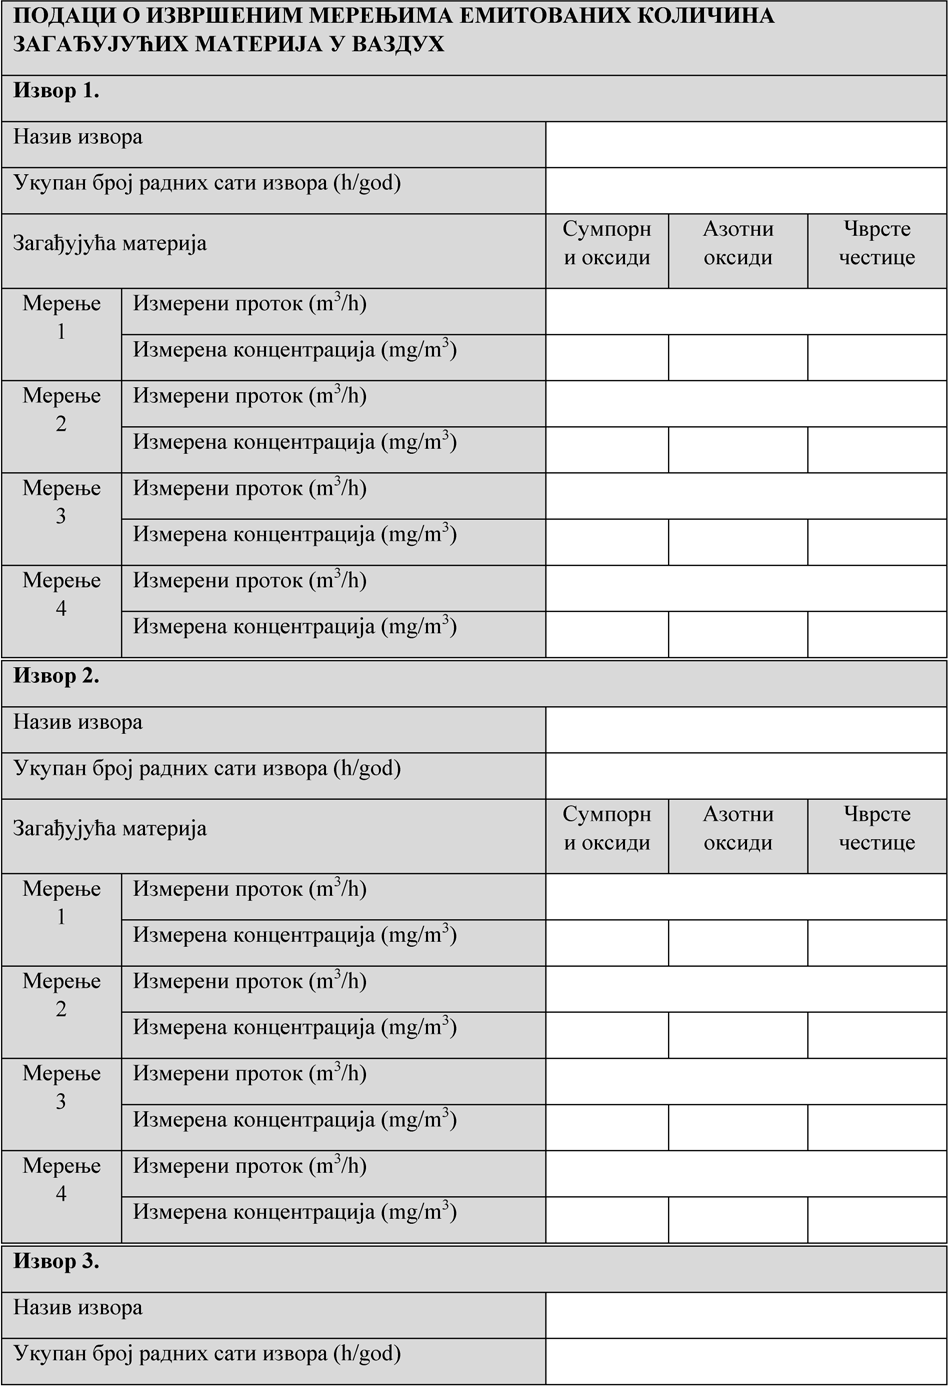 ПОДАЦИ О ИЗВРШЕНИМ МЕРЕЊИМА ЕМИТОВАНИХ КОЛИЧИНА
ЗАГАЂУЈУЋИХ МАТЕРИЈА У ВАЗДУХ
Извор 1.
Назив извора
Укупан број радних сати извора (h/god)
Загађујућа материја
Сумпорн
и оксиди
Азотни
оксиди
Чврсте
честице
Мерење
1
Измерени проток (m³/h)
Измерена концентрација (mg/m³)
Мерење
2
Измерени проток (m³/h)
Измерена концентрација (mg/m³)
Мерење
3
Измерени проток (m³/h)
Измерена концентрација (mg/m³)
Мерење
4
Измерени проток (m³/h)
Измерена концентрација (mg/m³)
Извор 2.
Назив извора
Укупан број радних сати извора (h/god)
Загађујућа материја
Сумпорн
и оксиди
Азотни
оксиди
Чврсте
честице
Мерење
1
Измерени проток (m³/h)
Измерена концентрација (mg/m³)
Мерење
2
Измерени проток (m³/h)
Измерена концентрација (mg/m³)
Мерење
3
Измерени проток (m³/h)
Измерена концентрација (mg/m³)
Мерење
4
Измерени проток (m³/h)
Измерена концентрација (mg/m³)
Извор 3.
Назив извора
Укупан број радних сати извора (h/god)